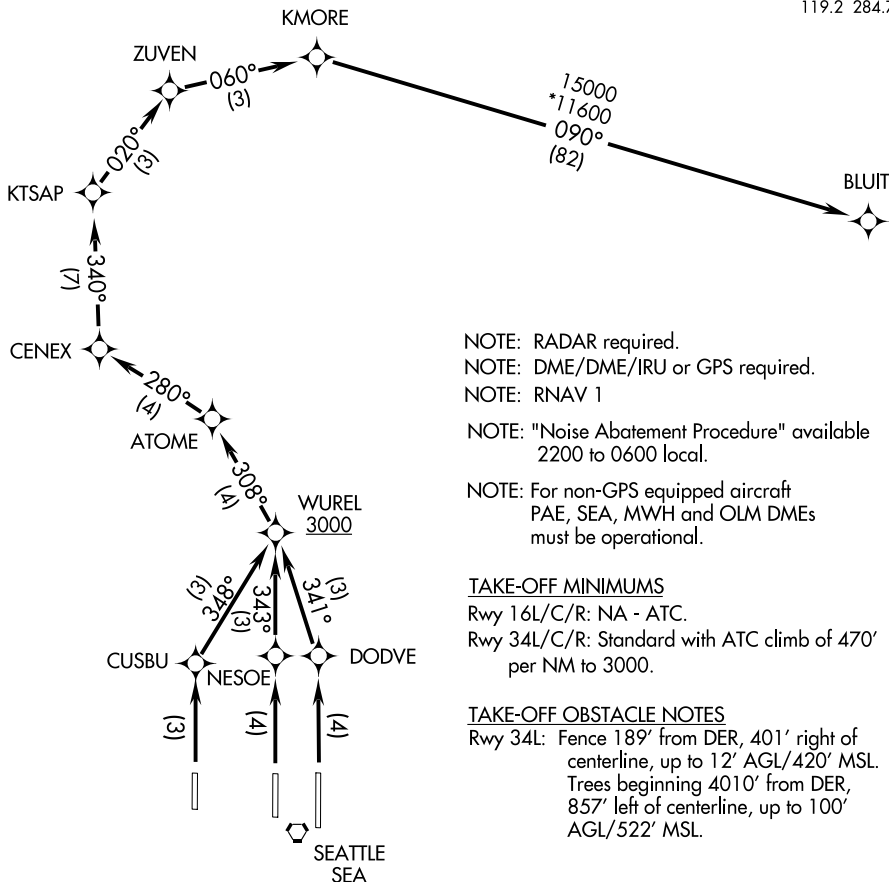 119.2 284.7
KMORE
ZUVEN
060°
(3)
15000
*11600
090°
(82)
020°
(3)
KTSAP
BLUIT
340°
(7)
CENEX
280°
(4)
ATOME
308°
(4)
WUREL
3000
(3)
348°
343°
(3)
(3)
341°
CUSBU
NESOE
DODVE
(3)
(4)
(4)
SEATTLE
SEA
NOTE: RADAR required.
NOTE: DME/DME/IRU or GPS required.
NOTE: RNAV 1
NOTE: "Noise Abatement Procedure" available
2200 to 0600 local.
NOTE: For non-GPS equipped aircraft
PAE, SEA, MWH and OLM DMEs
must be operational.
TAKE-OFF MINIMUMS
Rwy 16L/C/R: NA - ATC.
Rwy 34L/C/R: Standard with ATC climb of 470'
per NM to 3000.
TAKE-OFF OBSTACLE NOTES
Rwy 34L: Fence 189' from DER, 401' right of
centerline, up to 12' AGL/420' MSL.
Trees beginning 4010' from DER,
857' left of centerline, up to 100'
AGL/522' MSL.